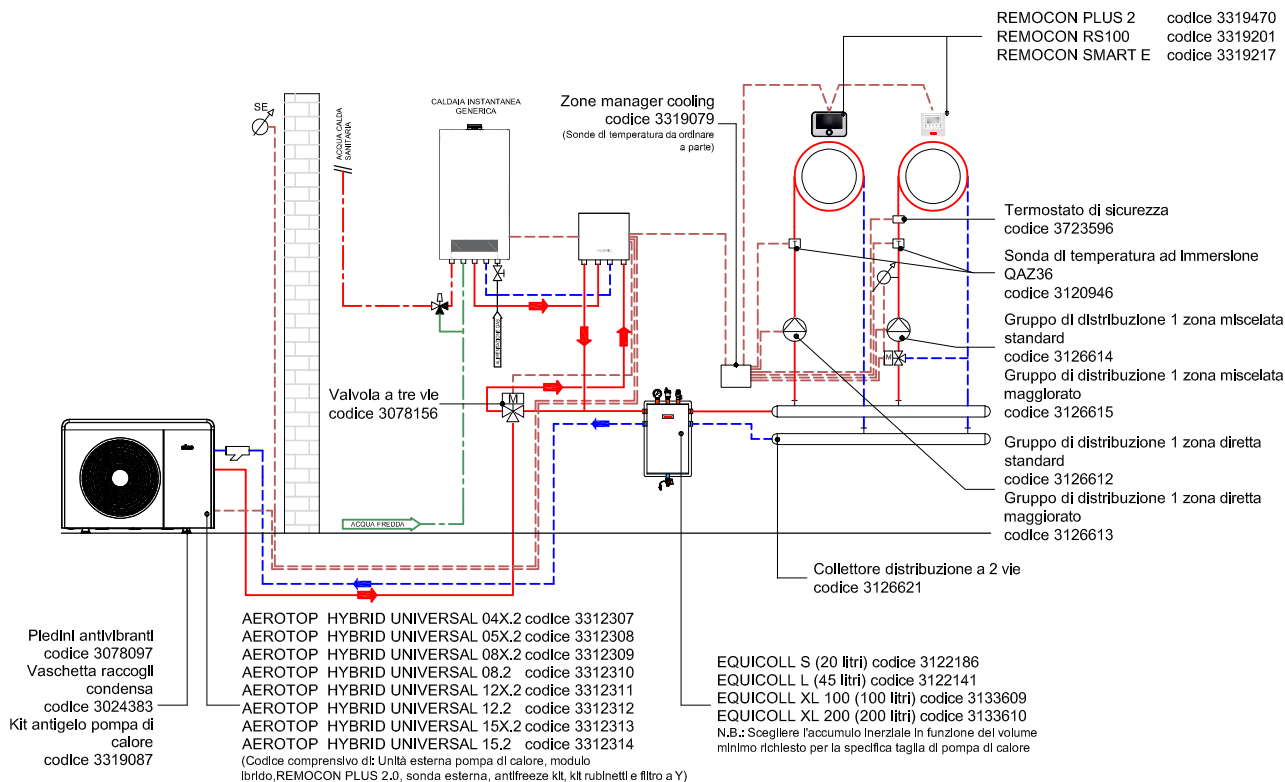 REMOCON PLUS 2 codice 3319470
REMOCON RS100 codice 3319201
REMOCON SMART E codice 3319217
SE
ACQUA CALDA
SANITARIA
CALDAIA INSTANTANEA
GENERICA
Zone manager cooling
codice 3319079
(Sonde di temperatura da ordinare
a parte)
Termostato di sicurezza
codice 3723596
Sonda di temperatura ad Immersione
QAZ36
codice 3120946
Gruppo di distribuzione 1 zona miscelata
standard
codice 3126614
Gruppo di distribuzione 1 zona miscelata
maggiorato
codice 3126615
Gruppo di distribuzione 1 zona diretta
standard
codice 3126612
Gruppo di distribuzione 1 zona diretta
maggiorato
codice 3126613
T
T
M
M
Valvola a tre vie
codice 3078156
ACQUA FREDDA
Collettore distribuzione a 2 vie
codice 3126621
Piedini antivibranti
codice 3078097
Vaschetta raccogli
condensa
codice 3024383
Kit antigelo pompa di
calore
codice 3319087
AEROTOP HYBRID UNIVERSAL 04X.2 codice 3312307
AEROTOP HYBRID UNIVERSAL 05X.2 codice 3312308
AEROTOP HYBRID UNIVERSAL 08X.2 codice 3312309
AEROTOP HYBRID UNIVERSAL 08.2 codice 3312310
AEROTOP HYBRID UNIVERSAL 12X.2 codice 3312311
AEROTOP HYBRID UNIVERSAL 12.2 codice 3312312
AEROTOP HYBRID UNIVERSAL 15X.2 codice 3312313
AEROTOP HYBRID UNIVERSAL 15.2 codice 3312314
(Codice comprensivo di: Unità esterna pompa di calore, modulo
ibrido,REMOCON PLUS 2.0, sonda esterna, antifreeze kit, kit rubinetti e filtro a Y)
EQUICOLL S (20 litri) codice 3122186
EQUICOLL L (45 litri) codice 3122141
EQUICOLL XL 100 (100 litri) codice 3133609
EQUICOLL XL 200 (200 litri) codice 3133610
N.B.: Scegliere l'accumulo inerziale in funzione del volume
minimo richiesto per la specifica taglia di pompa di calore